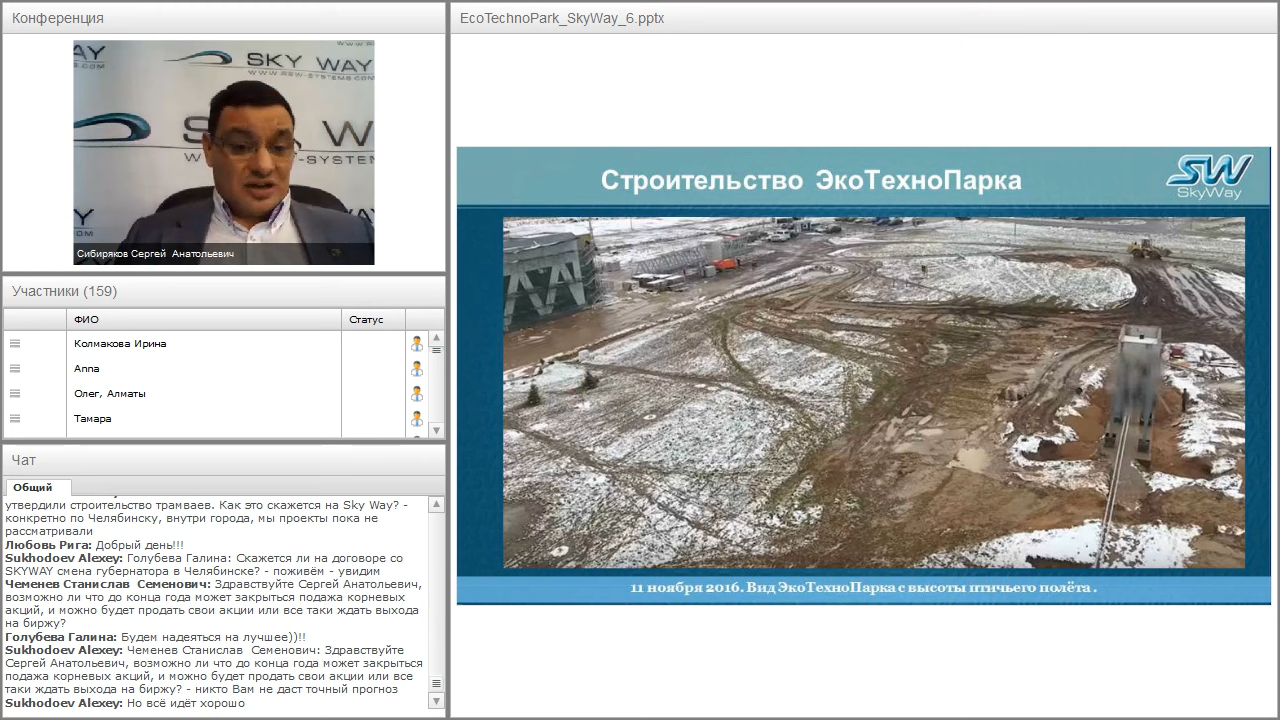 Конференция
AY
S.COM
SKY WAY
WWW.RSW-SYSTEMS.COM
SKY W
Сибиряков Сергей Анатольевич
Участники (159)
ФИО
Статус
Колмакова Ирина
Anna
Олег, Алматы
Тамара
Чат
Общий
утвердили строительство трамваев. Как это скажется на Sky Way? -
конкретно по Челябинску, внутри города, мы проекты пока не
рассматривали
Любовь Рига: Добрый день!!!
Sukhodoev Alexey: Голубева Галина: Скажется ли на договоре со
SKYWAY смена губернатора в Челябинске? - поживём - увидим
Чеменев Станислав Семенович: Здравствуйте Сергей Анатольевич,
возможно ли что до конца года может закрыться подажа корневых
акций, и можно будет продать свои акции или все таки ждать выхода
на биржу?
Голубева Галина: Будем надеяться на лучшее))!!
Sukhodoev Alexey: Чеменев Станислав Семенович: Здравствуйте
Сергей Анатольевич, возможно ли что до конца года может закрыться
подажа корневых акций, и можно будет продать свои акции или все
таки ждать выхода на биржу? - никто Вам не даст точный прогноз
Sukhodoev Alexey: Но всё идёт хорошо
EcoTechnoPark_SkyWay_6.pptx
Строительство ЭкоТехноПарка
SW
SkyWay
11 ноября 2016. Вид ЭкоТехноПарка с высоты птичьего полёта .